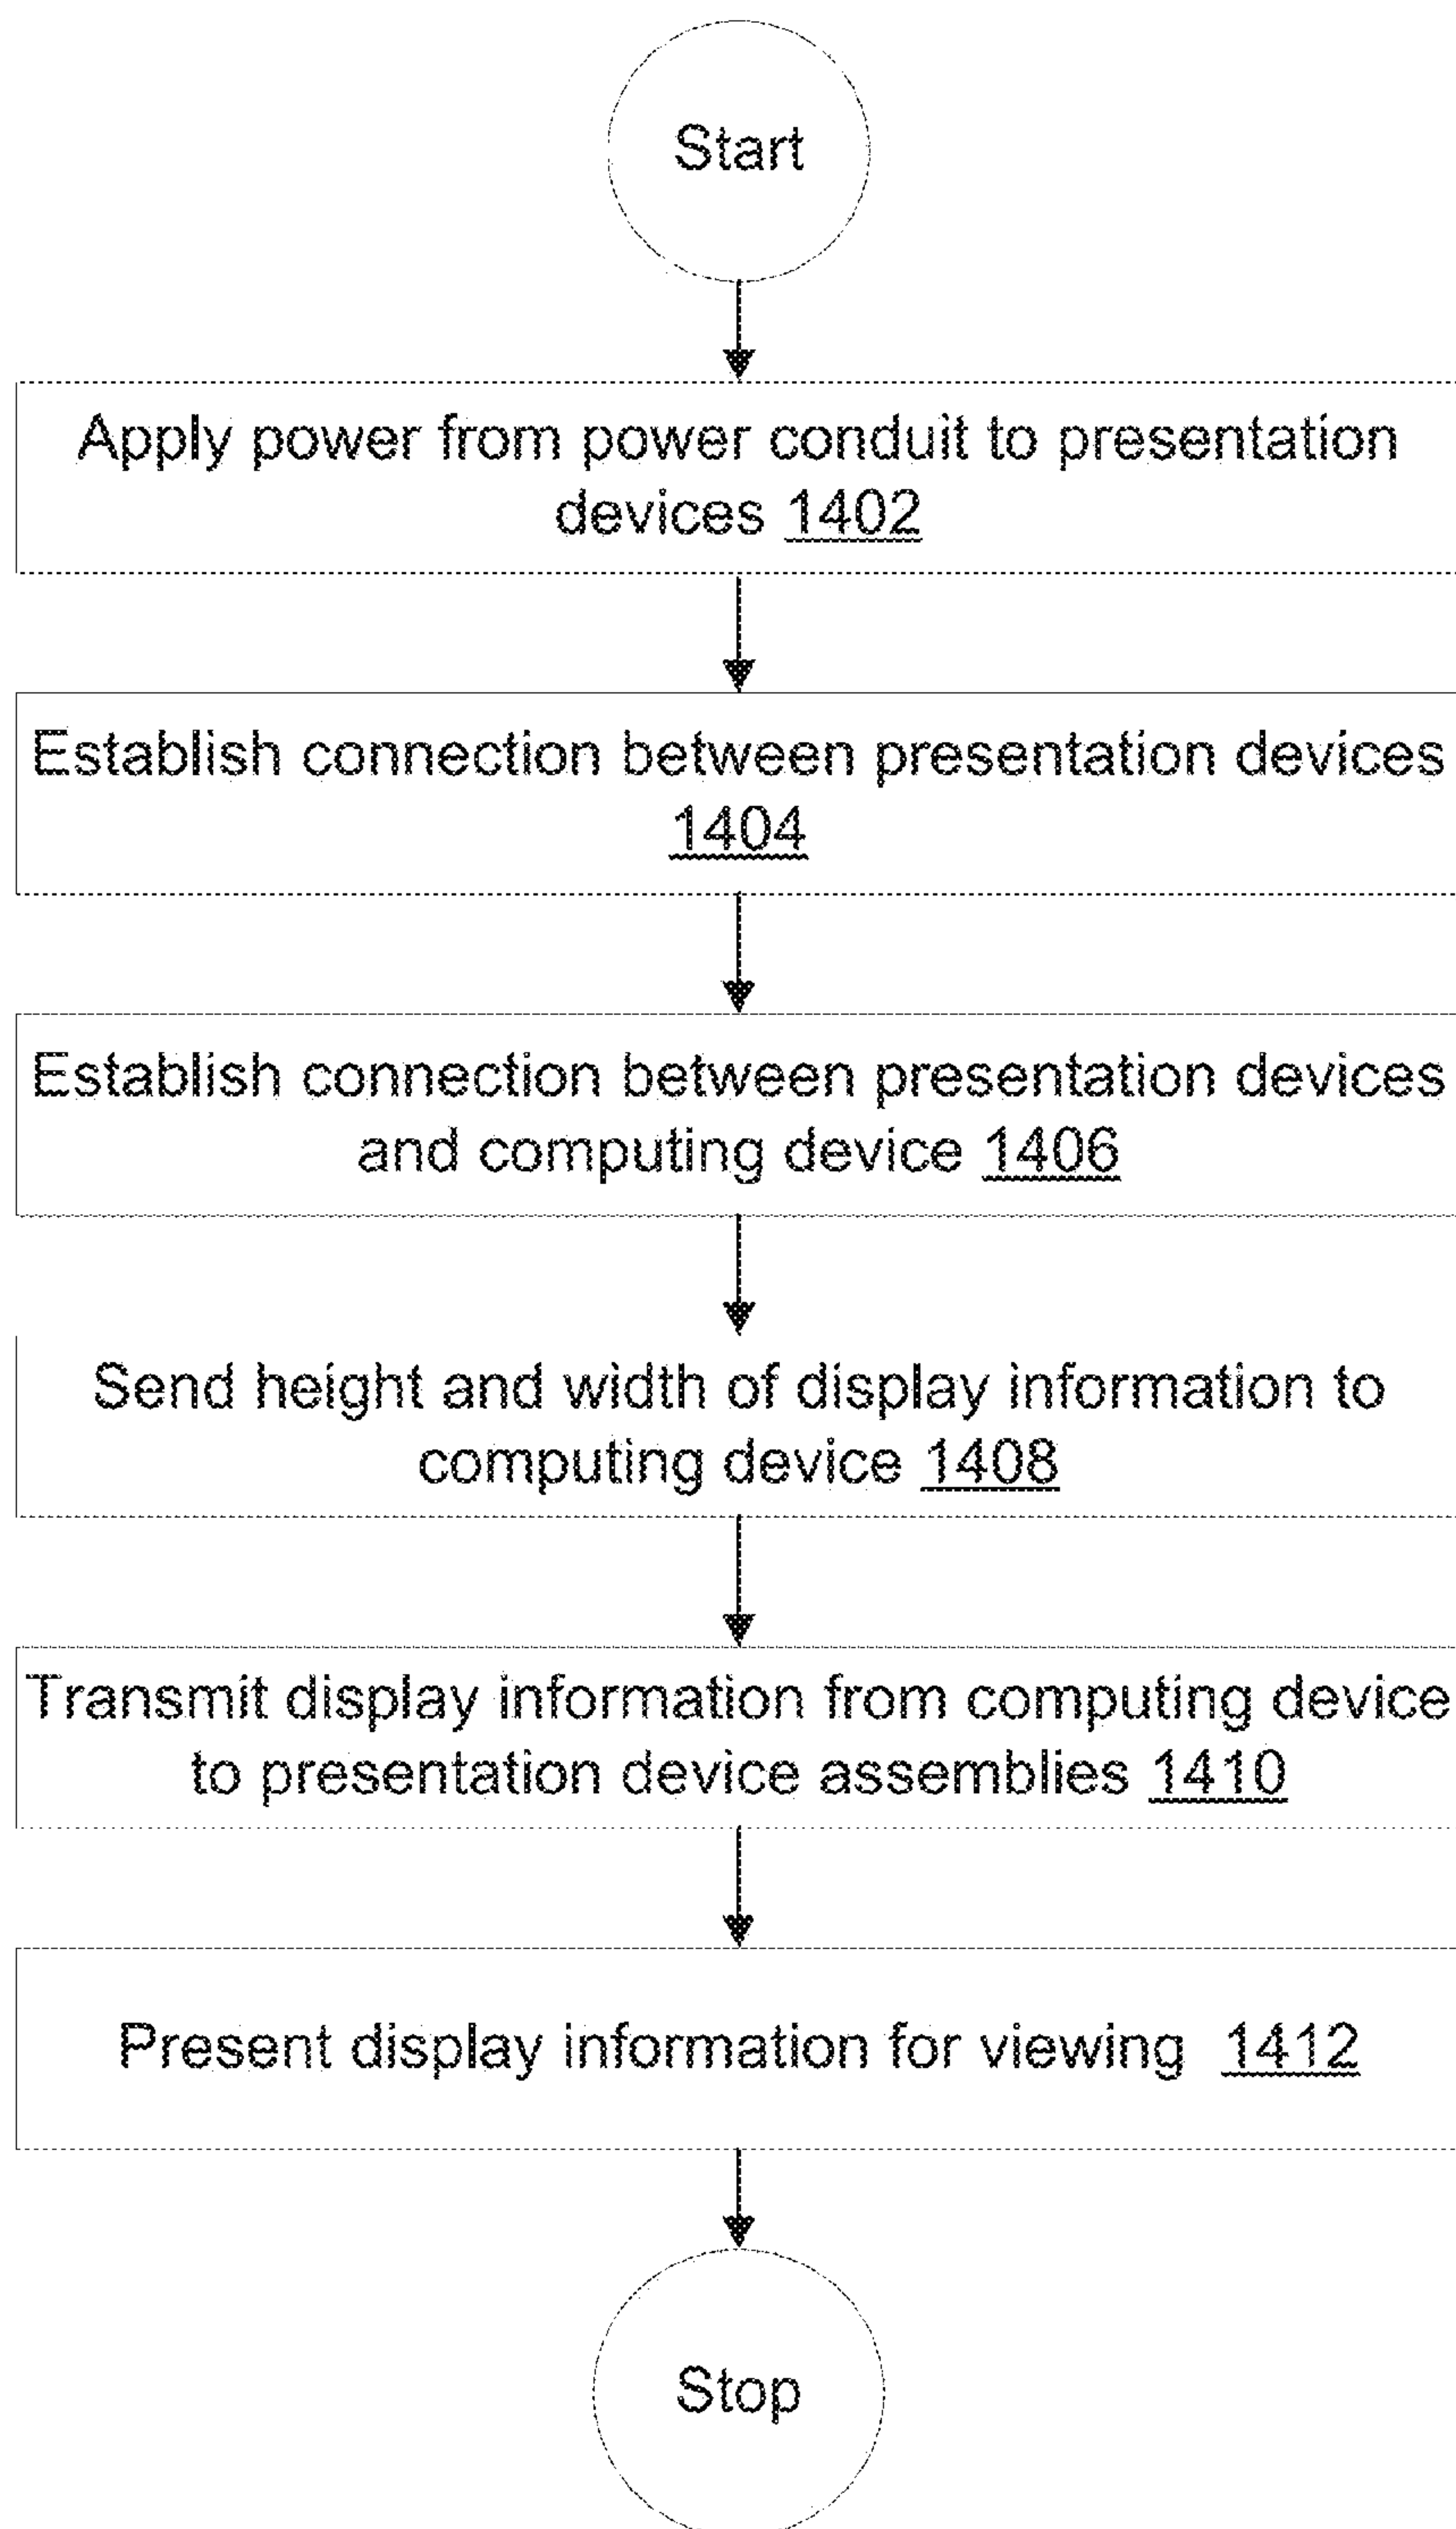 Start
Apply power from power conduit to presentation
devices 1402
Establish connection between presentation devices
1404
Establish connection between presentation devices
and computing device 1406
Send height and width of display information to
computing device 1408
Transmit display information from computing device
to presentation device assemblies 1410
Present display information for viewing 1412
Stop